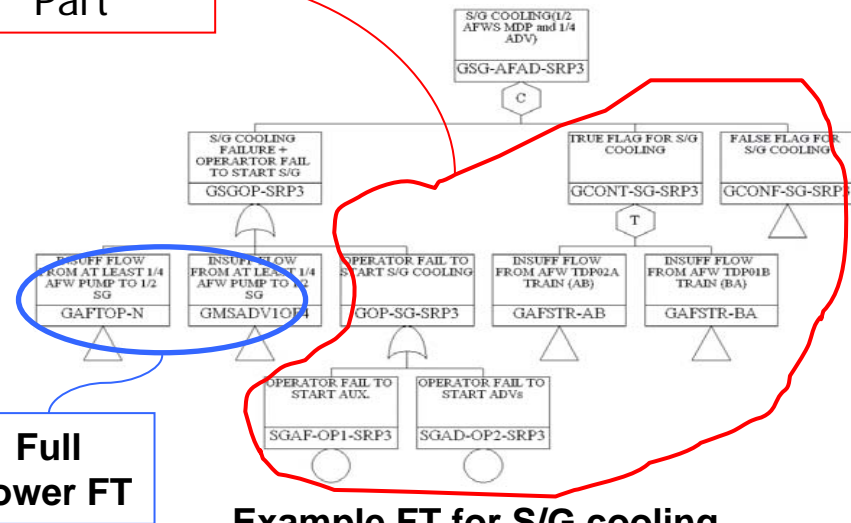 Part
S/G COOLING(1/2
AFWS MDP and 1/4
ADV)
GSG-AFAD-SRP3
C
S/G COOLING
FAILURE +
OPERARTOR FAIL
TO START S/G
GSGOP-SRP3
TRUE FLAG FOR S/G
COOLING
GCONT-SG-SRP3
FALSE FLAG FOR
S/G COOLING
GCONF-SG-SRP3
T
INSUFF FLOW
FROM AT LEAST 1/4
AFW PUMP TO 1/2
SG
GAFTOP-N
INSUFF FLOW
FROM AT LEAST 1/4
AFW PUMP TO 1/2
SG
GMSADV1OF4
OPERATOR FAIL TO
START S/G COOLING
GOP-SG-SRP3
INSUFF FLOW
FROM AFW TDP02A
TRAIN (AB)
GAFSTR-AB
INSUFF FLOW
FROM AFW TDP01B
TRAIN (BA)
GAFSTR-BA
OPERATOR FAIL TO
START AUX.
SGAF-OP1-SRP3
OPERATOR FAIL TO
START ADVs
SGAD-OP2-SRP3
Full
ower FT
Example FT for S/G cooling